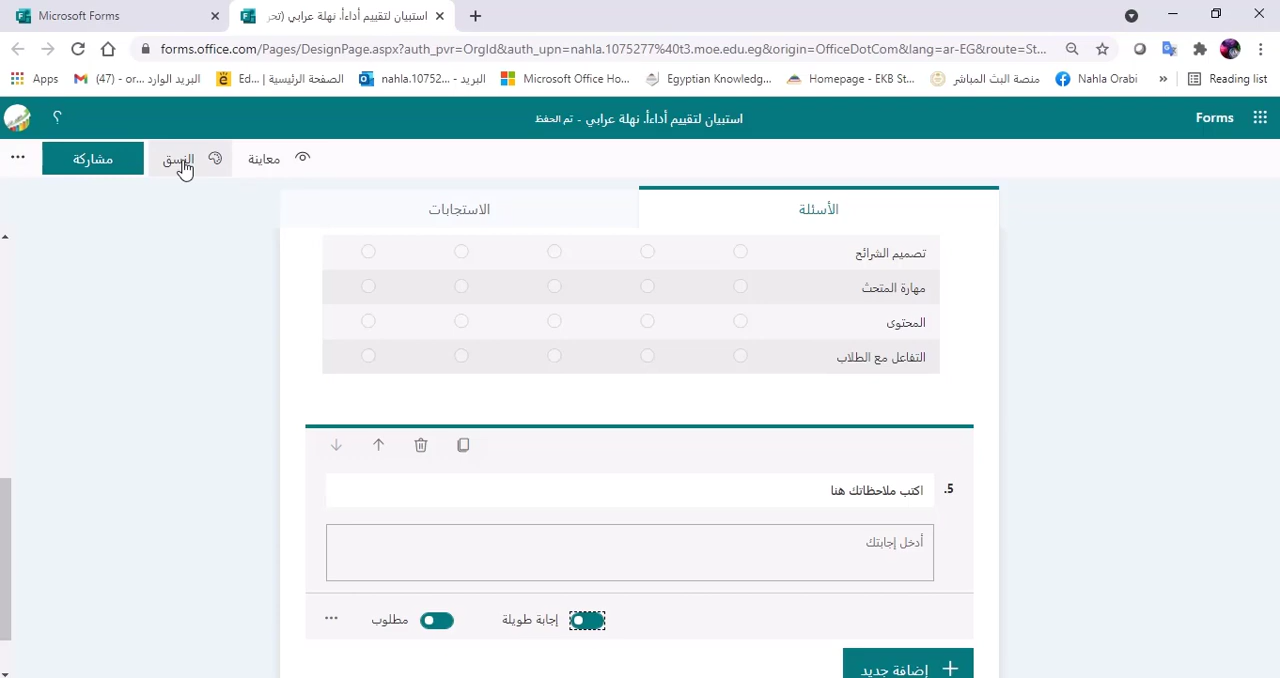 Microsoft Forms
استبيان لتقييم أداءأ. نهلة عرابي (تحر
forms.office.com/Pages/DesignPage.aspx?auth_pvr=OrgId&auth_upn=nahla.1075277%40t3.moe.edu.eg&origin=OfficeDotCom&lang=ar-EG&route=St...
Apps
البريد الوارد (47) - or...
الصفحة الرئيسية | ...Ed
البريد - ...nahla.10752
Microsoft Office Ho...
Egyptian Knowledg...
Homepage - EKB St...
منصة البث المباشر
Nahla Orabi
»
Reading list
؟
استبيان لتقييم أداءأ. نهلة عرابي - تم الحفظ
Forms
معاينة
النسق
مشاركة
...
الأسئلة
الاستجابات
تصميم الشرائح
مهارة المتحث
المحتوى
التفاعل مع الطلاب
5. اكتب ملاحظاتك هنا
أدخل إجابتك
إجابة طويلة
مطلوب
...
إضافة جديد